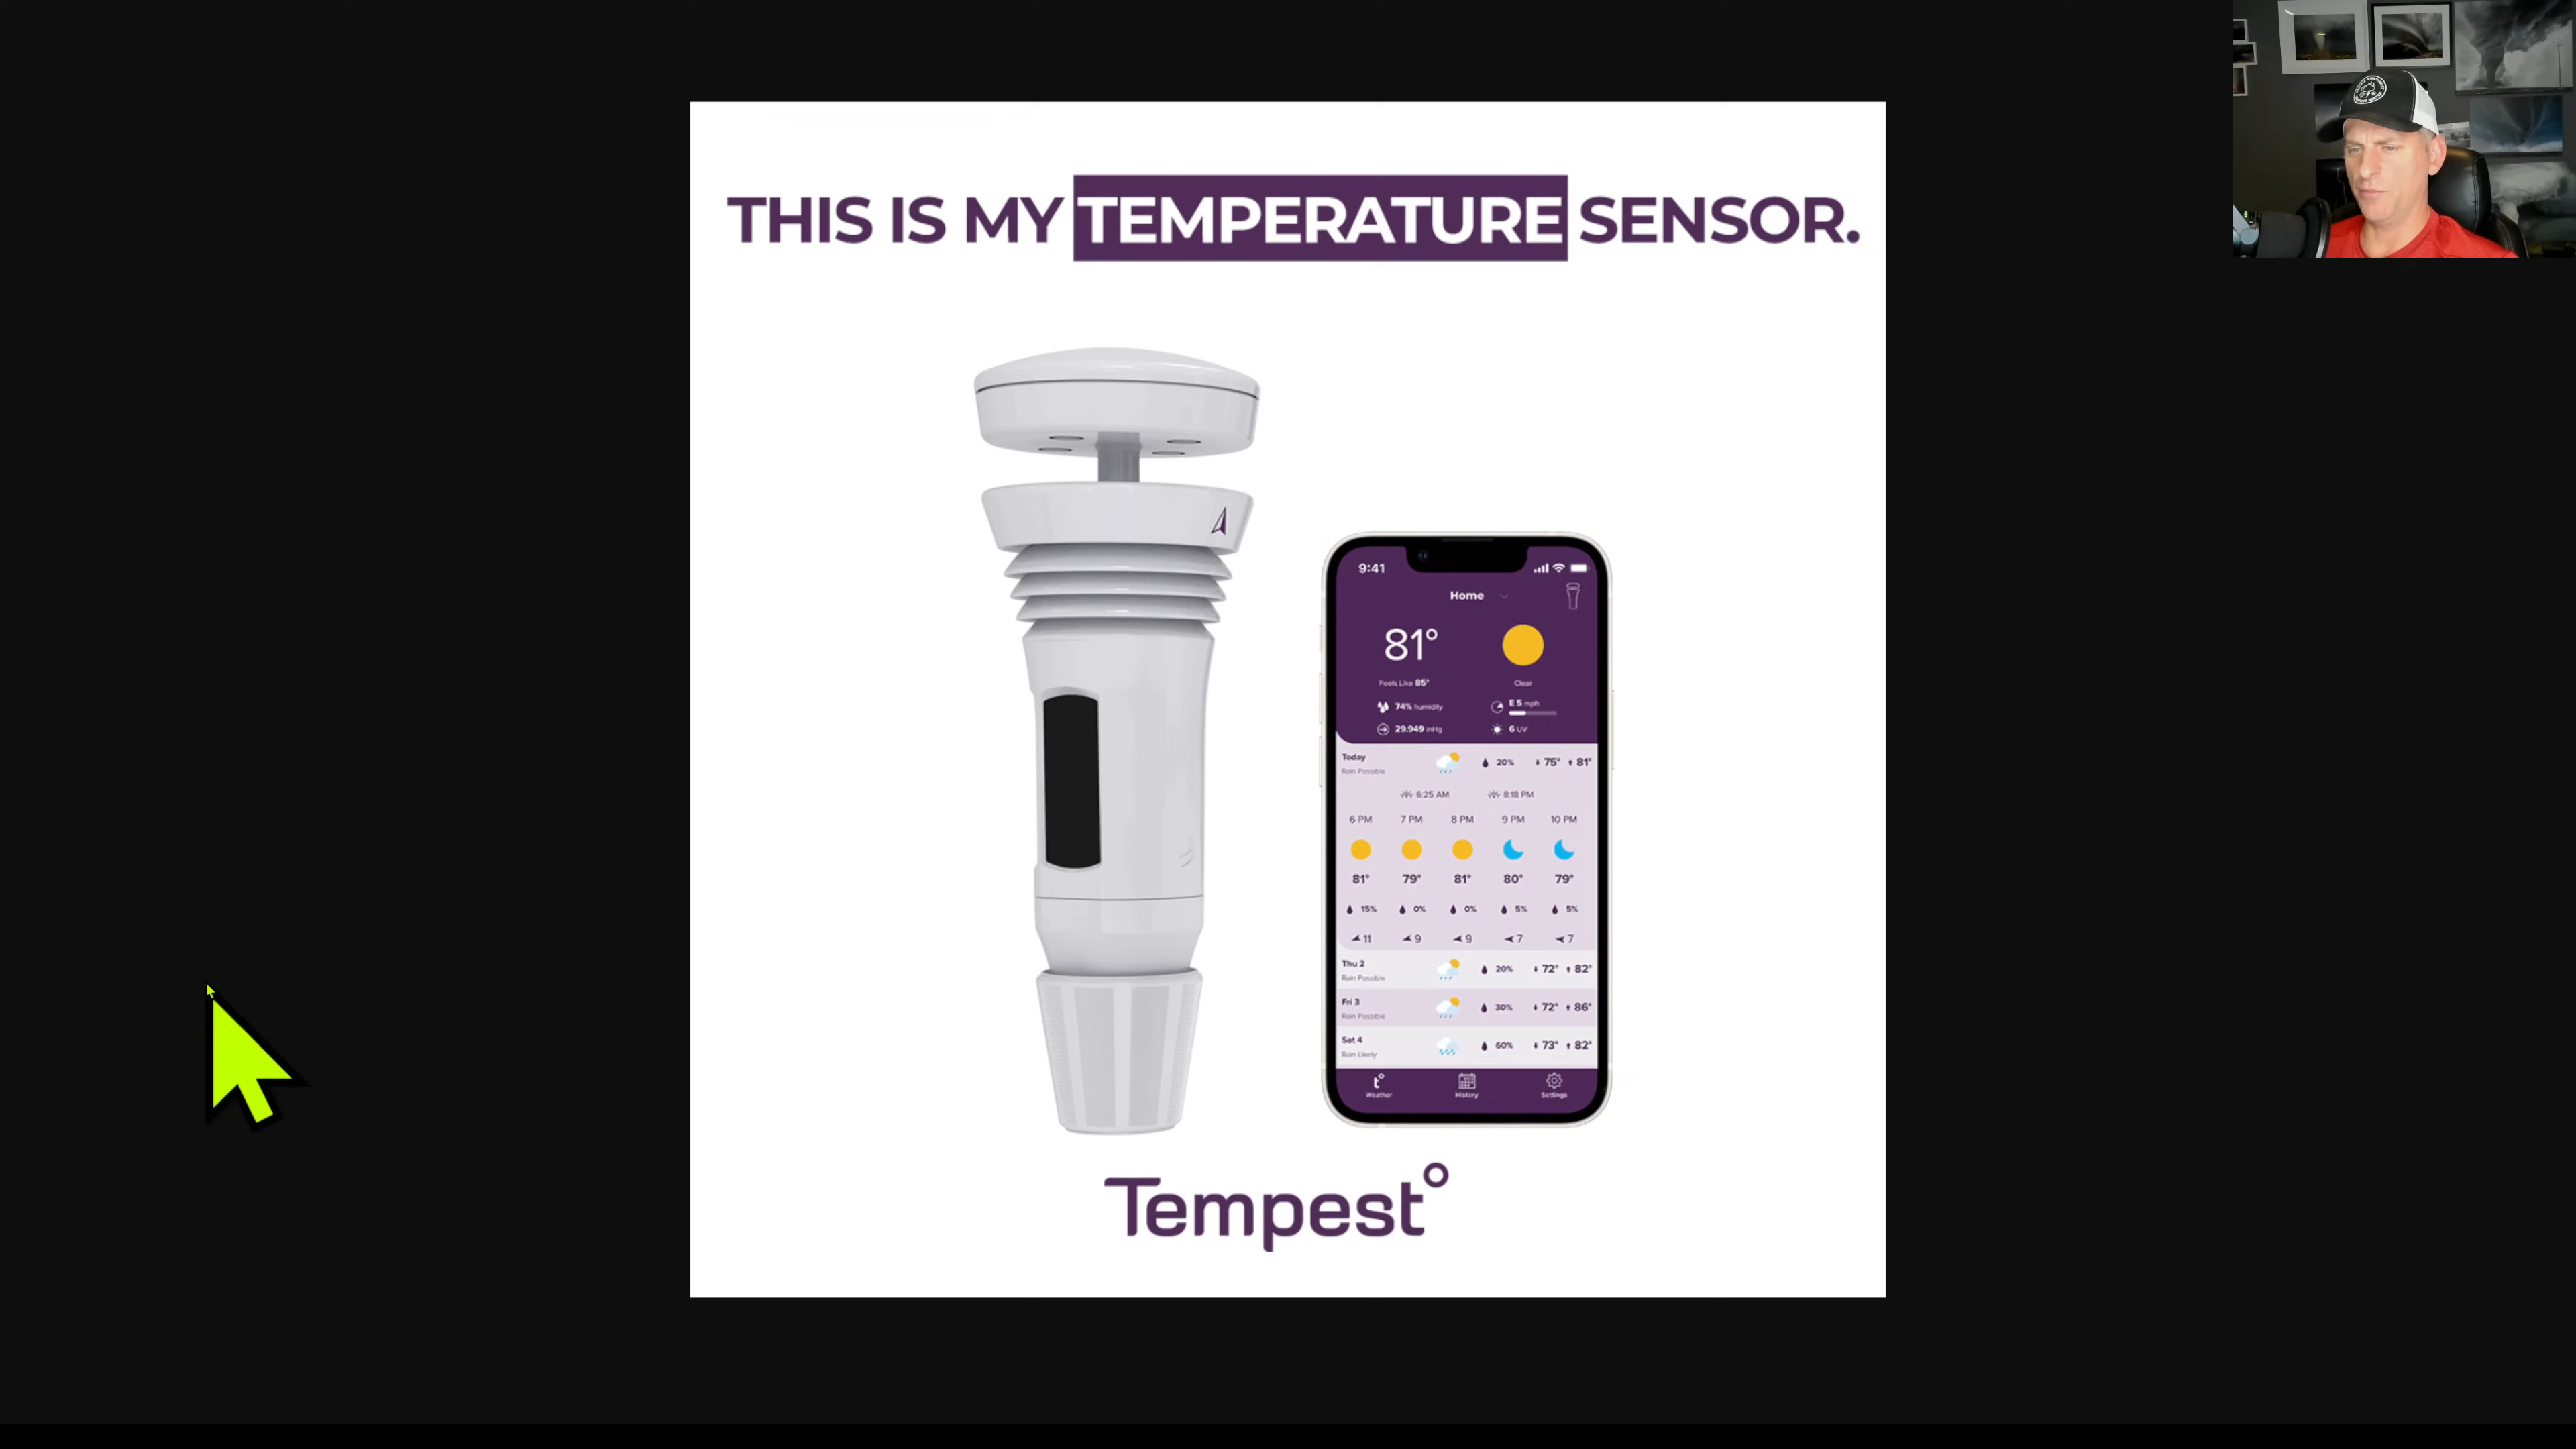 THIS IS MY TEMPERATURE SENSOR.
9:41
Home
81°
Feels Like 85°
Clear
74% humidity
E 5 mph
29.949 inHg
6 UV
Today
Rain Possible
20%
75° 81°
6:25 AM 8:18 PM
6 PM 7 PM 8 PM 9 PM 10 PM
81° 79° 81° 80° 79°
15% 0% 0% 5% 5%
11 9 9 7 7
Thu 2
Rain Possible
20%
72° 82°
Fri 3
Rain Possible
30%
72° 86°
Sat 4
Rain Likely
60%
73° 82°
t°
Weather History Settings
Tempest°